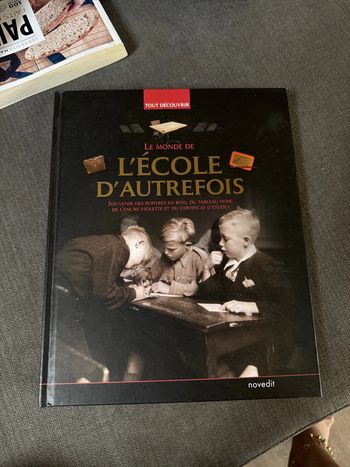 TOUT DÉCOUVRIR
LE MONDE DE
L'ÉCOLE
D'AUTREFOIS
SOUVENIR DES PUPITRES EN BOIS, DU TABLEAU NOIR,
DE L'ENCRE VIOLETTE ET DU CERTIFICAT D'ÉTUDES
novedit